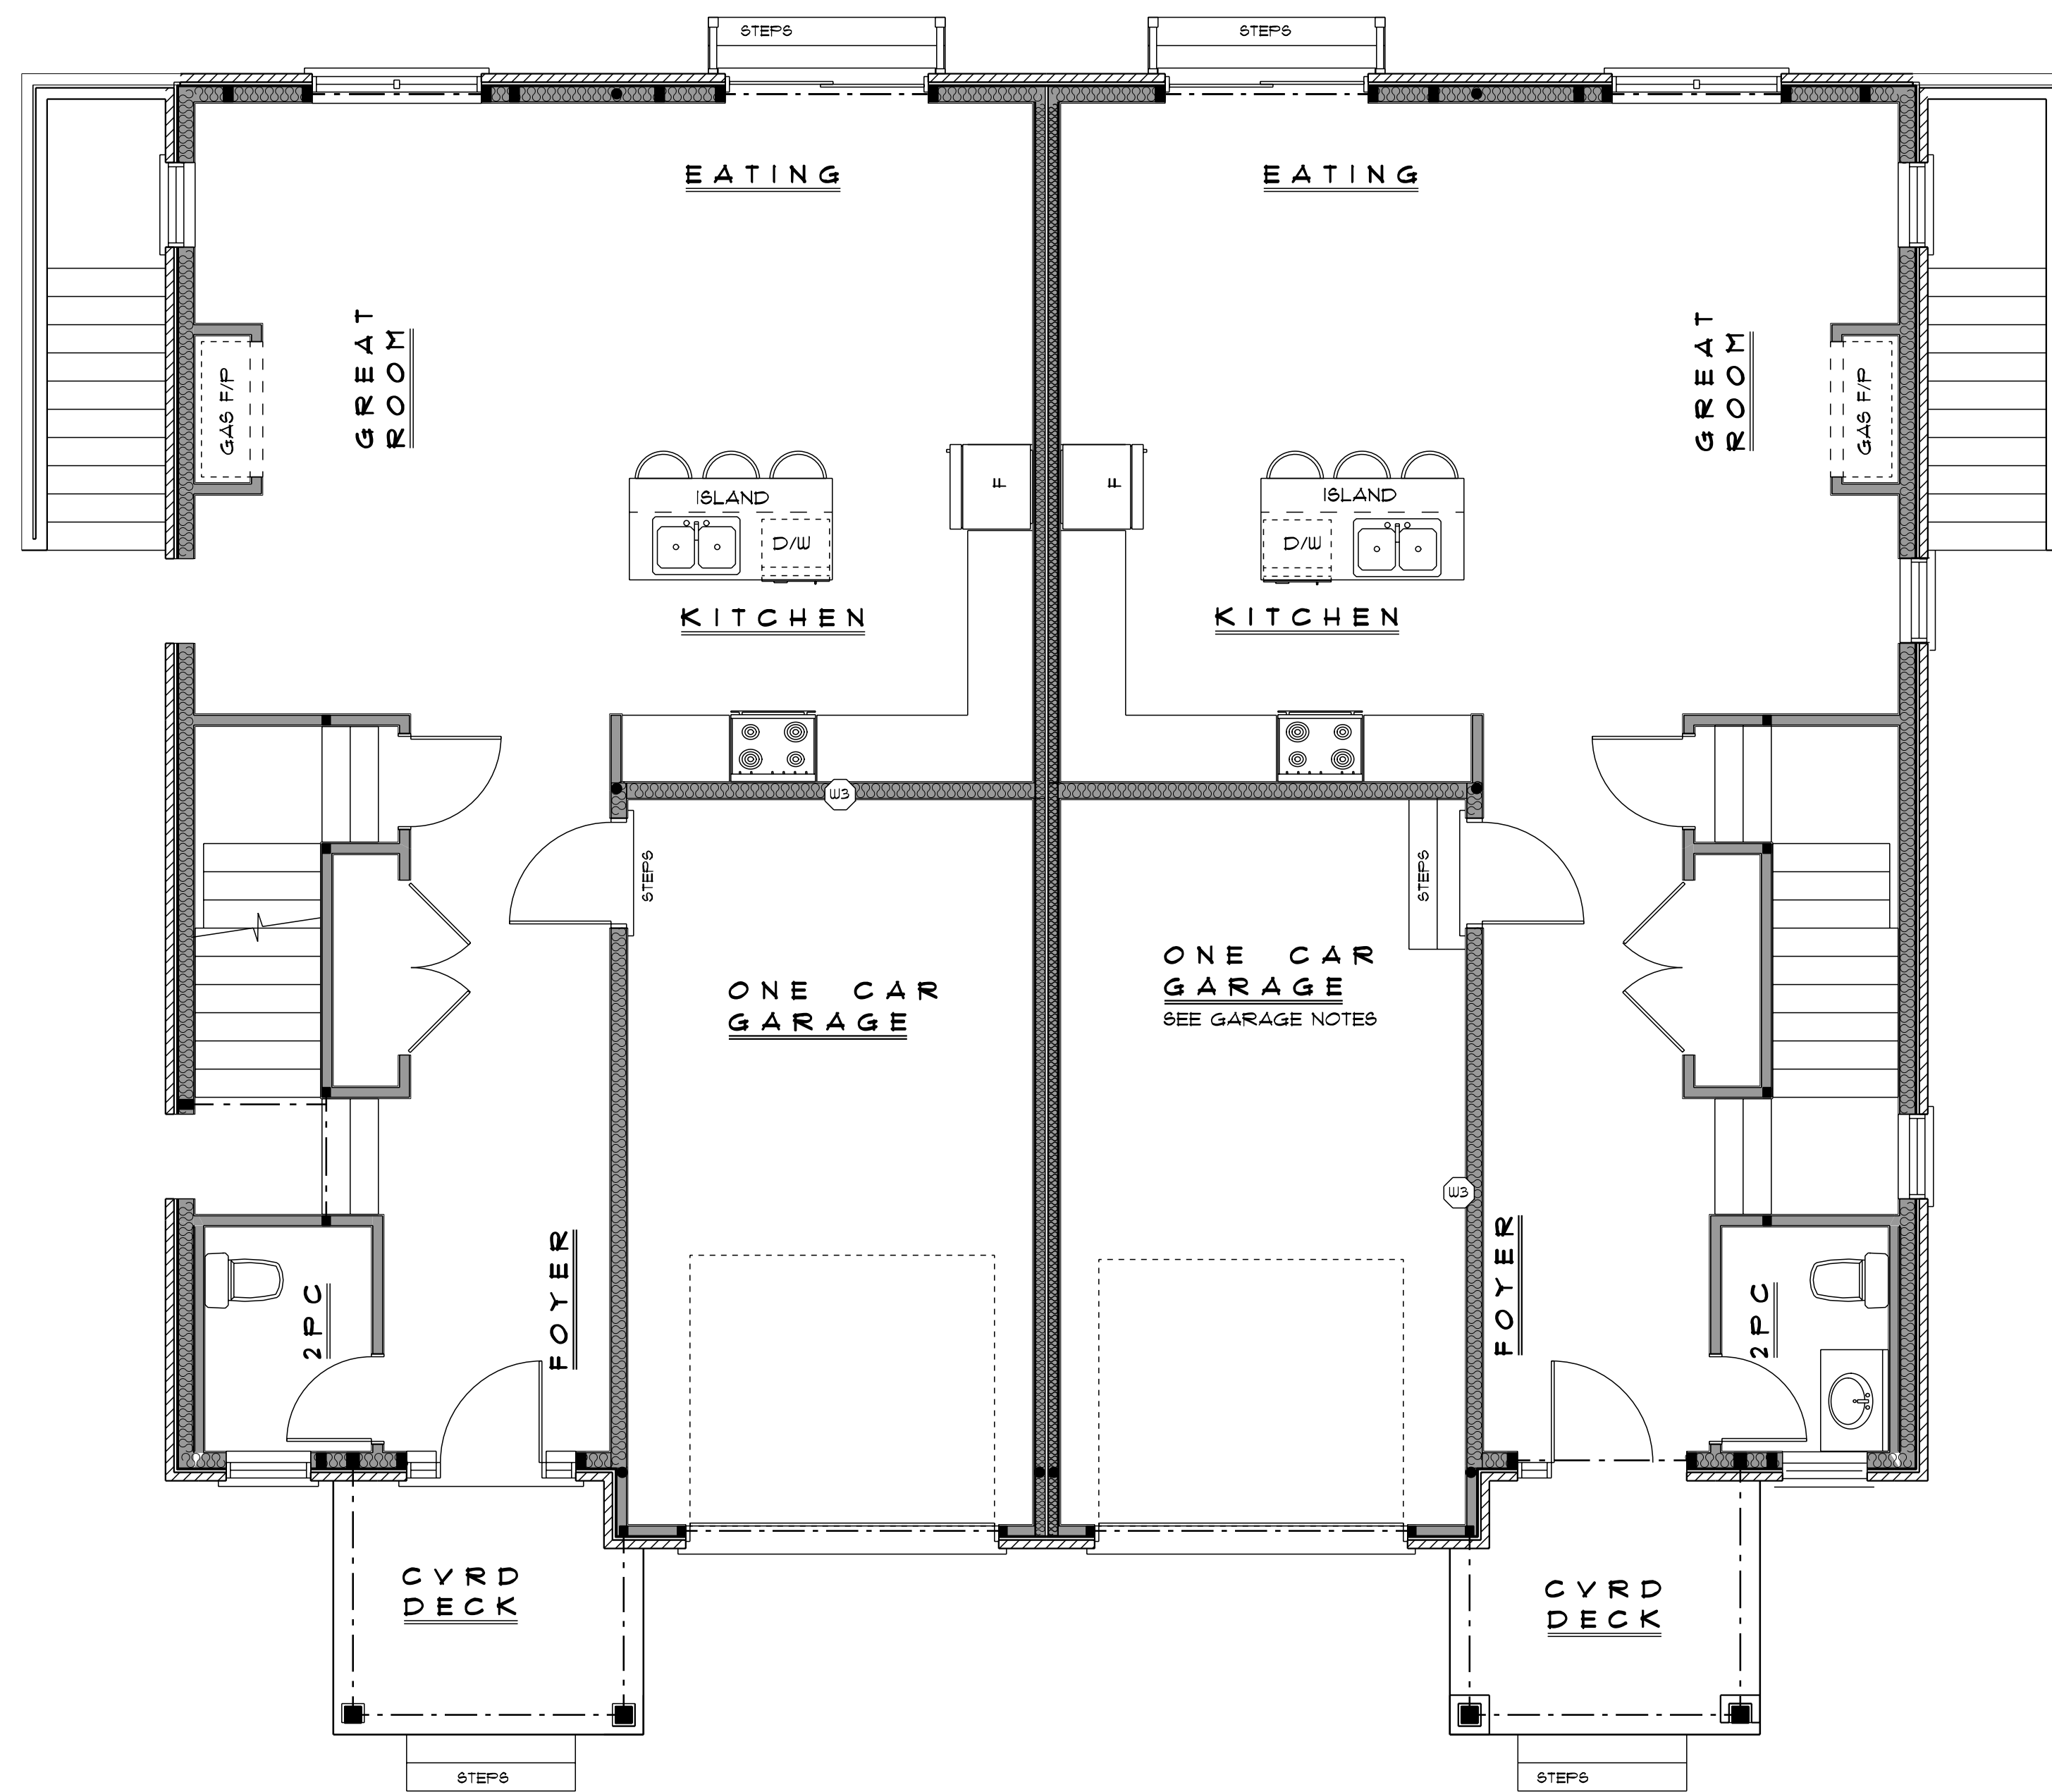 STEPS
STEPS
EATING
EATING
GREAT
ROOM
GREAT
ROOM
GAS F/P
GAS F/P
ISLAND
D/W
F
F
ISLAND
D/W
KITCHEN
KITCHEN
W3
STEPS
STEPS
ONE CAR
GARAGE
ONE CAR
GARAGE
SEE GARAGE NOTES
W3
FOYER
FOYER
2PC
2PC
CVRD
DECK
CVRD
DECK
STEPS
STEPS